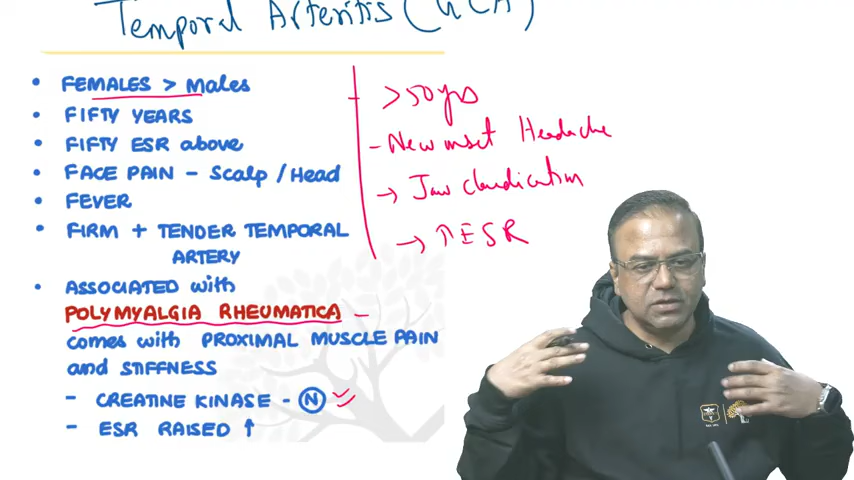 Temporal Arteritis (GCA)
• FEMALES > Males
• FIFTY YEARS
• FIFTY ESR above
• FACE PAIN - Scalp / Head
• FEVER
• FIRM + TENDER TEMPORAL
ARTERY
• ASSOCIATED with
POLYMYALGIA RHEUMATICA -
comes with PROXIMAL MUSCLE PAIN
and STIFFNESS
- CREATINE KINASE - N
- ESR RAISED ↑
> 50 yrs
- New onset Headache
→ Jaw claudication
→ ↑ESR